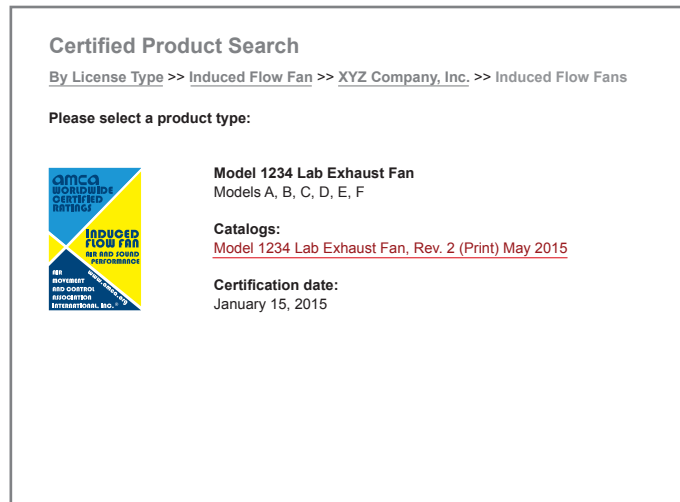 Certified Product Search
By License Type >> Induced Flow Fan >> XYZ Company, Inc. >> Induced Flow Fans
Please select a product type:
amca
WORLDWIDE
CERTIFIED
RATINGS
INDUCED
FLOW FAN
AIR AND SOUND
PERFORMANCE
AIR
MOVEMENT
AND CONTROL
ASSOCIATION
INTERNATIONAL, INC.®
www.amca.org
Model 1234 Lab Exhaust Fan
Models A, B, C, D, E, F
Catalogs:
Model 1234 Lab Exhaust Fan, Rev. 2 (Print) May 2015
Certification date:
January 15, 2015